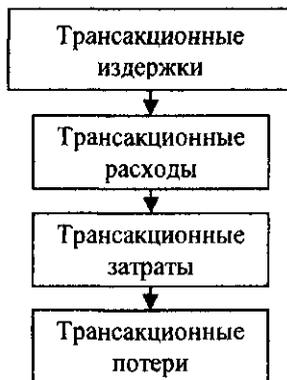 Трансакционные
издержки
Трансакционные
расходы
Трансакционные
затраты
Трансакционные
потери